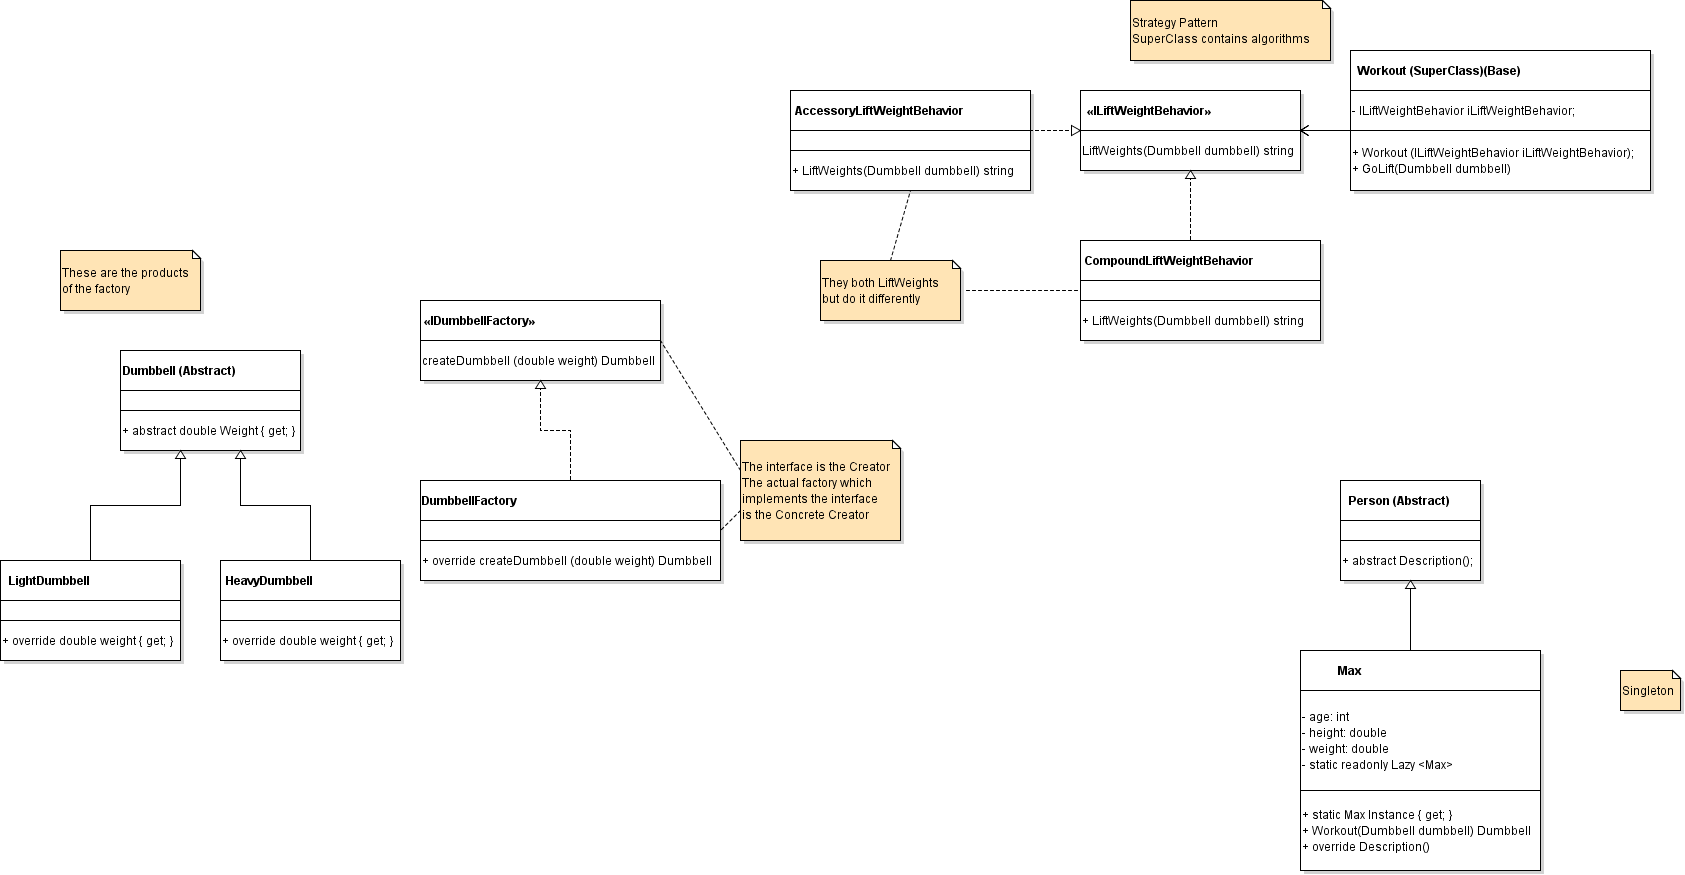 Strategy Pattern
SuperClass contains algorithms
Workout (SuperClass)(Base)
- ILiftWeightBehavior iLiftWeightBehavior;
+ Workout (ILiftWeightBehavior iLiftWeightBehavior);
+ GoLift(Dumbbell dumbbell)
AccessoryLiftWeightBehavior
+ LiftWeights(Dumbbell dumbbell) string
«ILiftWeightBehavior»
LiftWeights(Dumbbell dumbbell) string
They both LiftWeights
but do it differently
CompoundLiftWeightBehavior
+ LiftWeights(Dumbbell dumbbell) string
These are the products
of the factory
Dumbbell (Abstract)
+ abstract double Weight { get; }
LightDumbbell
+ override double weight { get; }
HeavyDumbbell
+ override double weight { get; }
«IDumbbellFactory»
createDumbbell (double weight) Dumbbell
DumbbellFactory
+ override createDumbbell (double weight) Dumbbell
The interface is the Creator
The actual factory which
implements the interface
is the Concrete Creator
Person (Abstract)
+ abstract Description();
Max
- age: int
- height: double
- weight: double
- static readonly Lazy <Max>
+ static Max Instance { get; }
+ Workout(Dumbbell dumbbell) Dumbbell
+ override Description()
Singleton